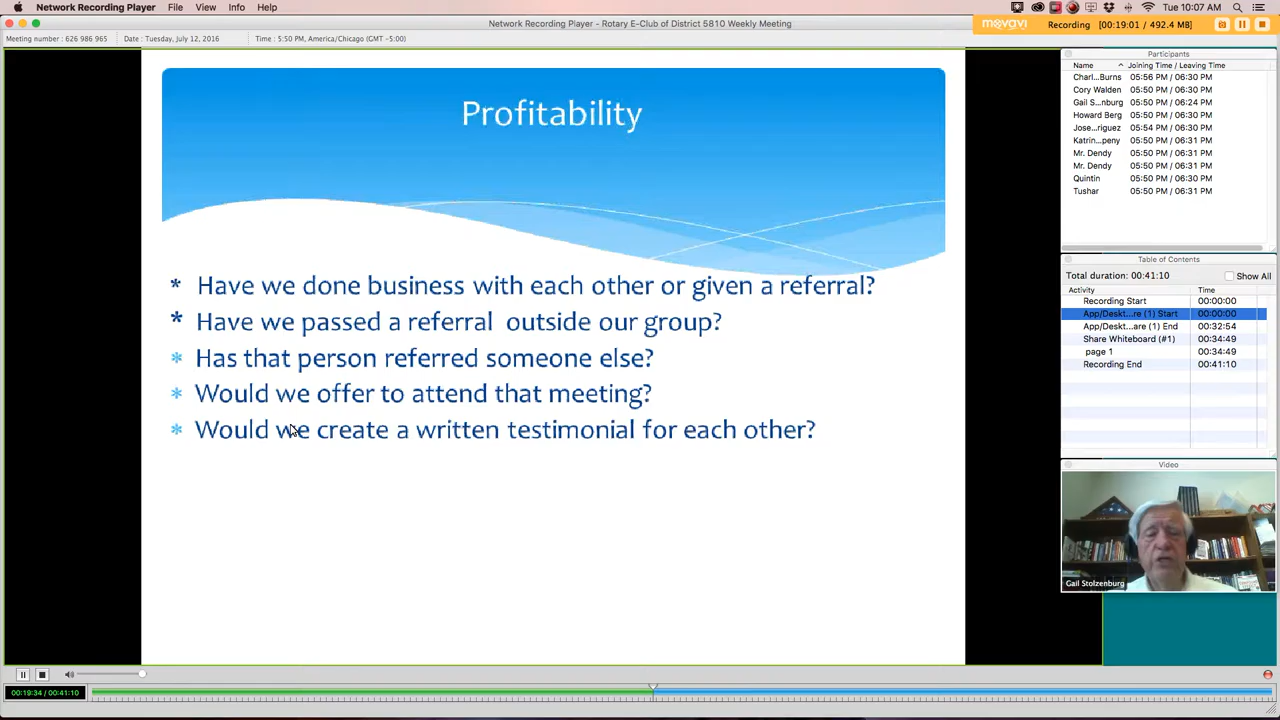 Network Recording Player File View Info Help
Tue 10:07 AM
Network Recording Player - Rotary E-Club of District 5810 Weekly Meeting
movavi Recording [00:19:01 / 492.4 MB]
Meeting number : 626 986 965 Date : Tuesday, July 12, 2016 Time : 5:50 PM, America/Chicago (GMT -5:00)
Profitability
* Have we done business with each other or given a referral?
* Have we passed a referral outside our group?
* Has that person referred someone else?
* Would we offer to attend that meeting?
* Would we create a written testimonial for each other?
Participants
Name Joining Time / Leaving Time
Charl...Burns 05:56 PM / 06:30 PM
Cory Walden 05:50 PM / 06:30 PM
Gail S...nburg 05:50 PM / 06:24 PM
Howard Berg 05:50 PM / 06:30 PM
Jose...riguez 05:54 PM / 06:30 PM
Katrin...peny 05:50 PM / 06:31 PM
Mr. Dendy 05:50 PM / 06:31 PM
Mr. Dendy 05:50 PM / 06:31 PM
Quintin 05:50 PM / 06:30 PM
Tushar 05:50 PM / 06:31 PM
Table of Contents
Total duration: 00:41:10 Show All
Activity Time
Recording Start 00:00:00
App/Deskt...re (1) Start 00:00:00
App/Deskt...are (1) End 00:32:54
Share Whiteboard (#1) 00:34:49
page 1 00:34:49
Recording End 00:41:10
Video
Gail Stolzenburg
00:19:34 / 00:41:10